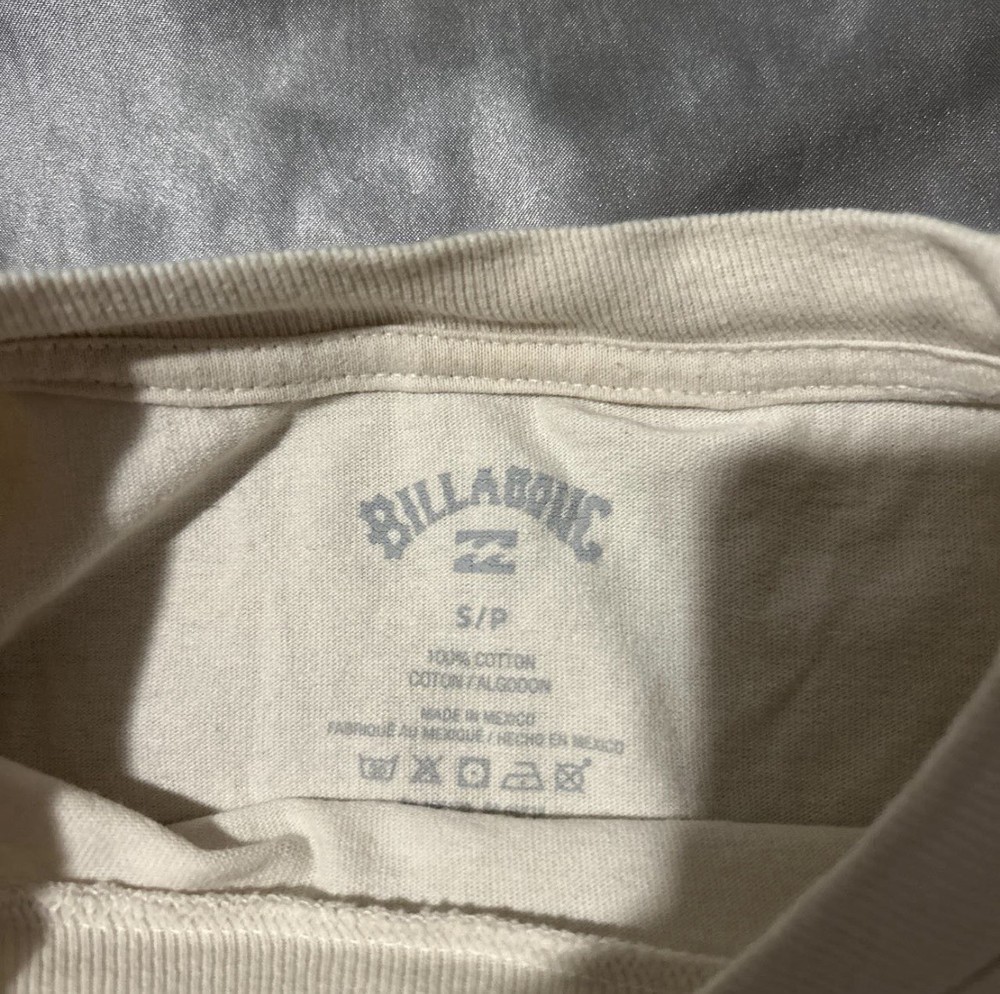 BILLABONG
S/P
100% COTTON
COTON / ALGODON
MADE IN MEXICO
FABRIQUÉ AU MEXIQUE / HECHO EN MEXICO